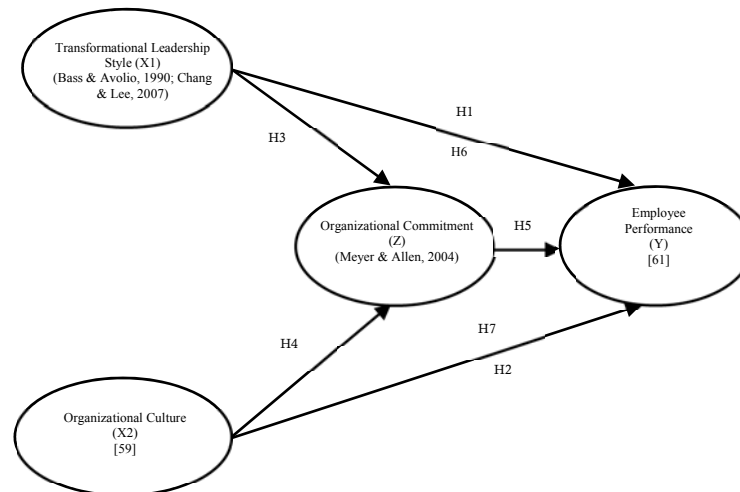 Transformational Leadership
Style (X1)
(Bass & Avolio, 1990; Chang
& Lee, 2007)
H1
H3
H6
Organizational Commitment
(Z)
(Meyer & Allen, 2004)
H5
Employee
Performance
(Y)
[61]
H4
H7
H2
Organizational Culture
(X2)
[59]